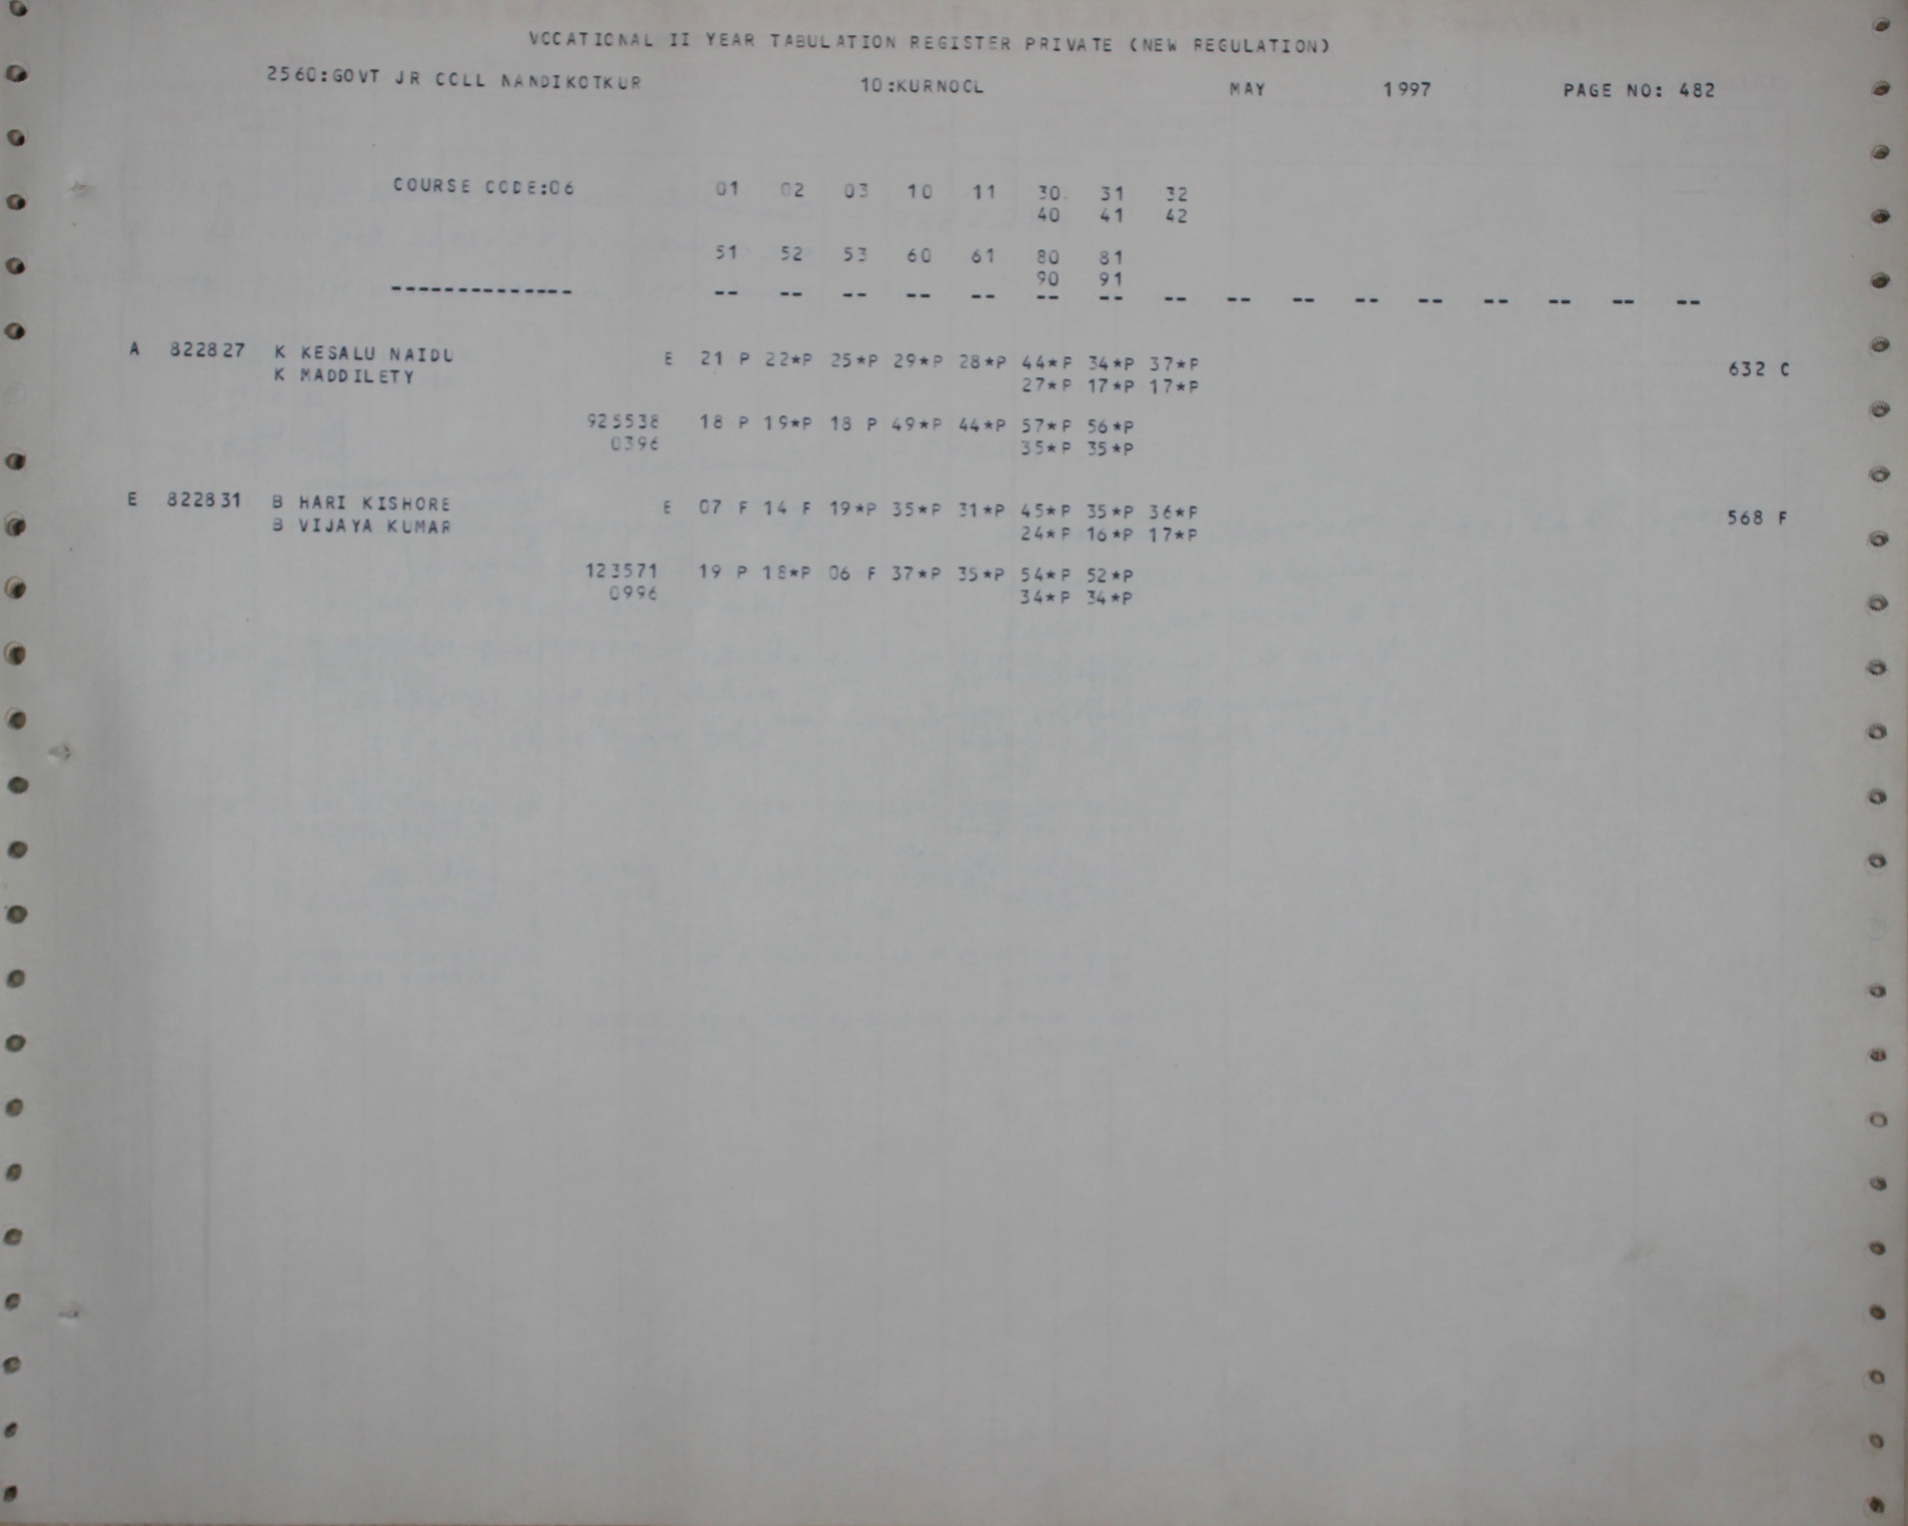 VOCATIONAL II YEAR TABULATION REGISTER PRIVATE (NEW REGULATION)
2560:GOVT JR COLL NANDIKOTKUR 10:KURNOOL MAY 1997 PAGE NO: 482
COURSE CODE:06 01 02 03 10 11 30 31 32
40 41 42
51 52 53 60 61 80 81
90 91
-------------- -- -- -- -- -- -- -- -- -- -- -- -- -- -- -- --
A 822827 K KESALU NAIDU E 21 P 22*P 25*P 29*P 28*P 44*P 34*P 37*P 632 C
K MADDILETY 27*P 17*P 17*P
925538 18 P 19*P 18 P 49*P 44*P 57*P 56*P
0396 35*P 35*P
E 822831 B HARI KISHORE E 07 F 14 F 19*P 35*P 31*P 45*P 35*P 36*P 568 F
B VIJAYA KUMAR 24*P 16*P 17*P
123571 19 P 18*P 06 F 37*P 35*P 54*P 52*P
0996 34*P 34*P